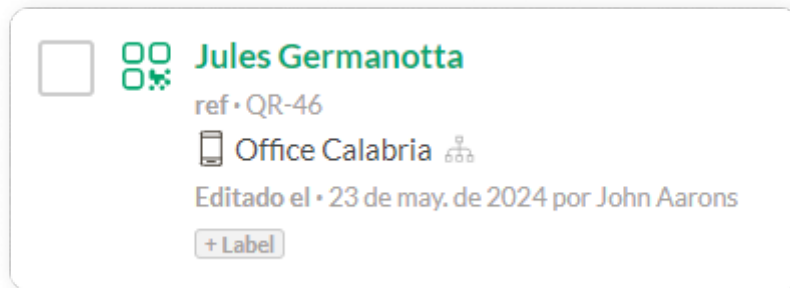 Jules Germanotta
ref • QR-46
Office Calabria
Editado el • 23 de may. de 2024 por John Aarons
+ Label